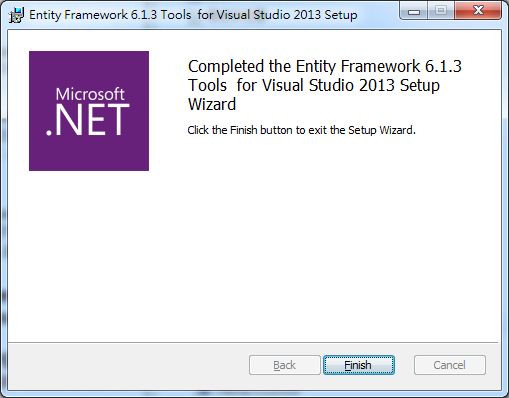 Entity Framework 6.1.3 Tools  for Visual Studio 2013 Setup
Microsoft
.NET
Completed the Entity Framework 6.1.3
Tools  for Visual Studio 2013 Setup
Wizard
Click the Finish button to exit the Setup Wizard.
Back Finish Cancel